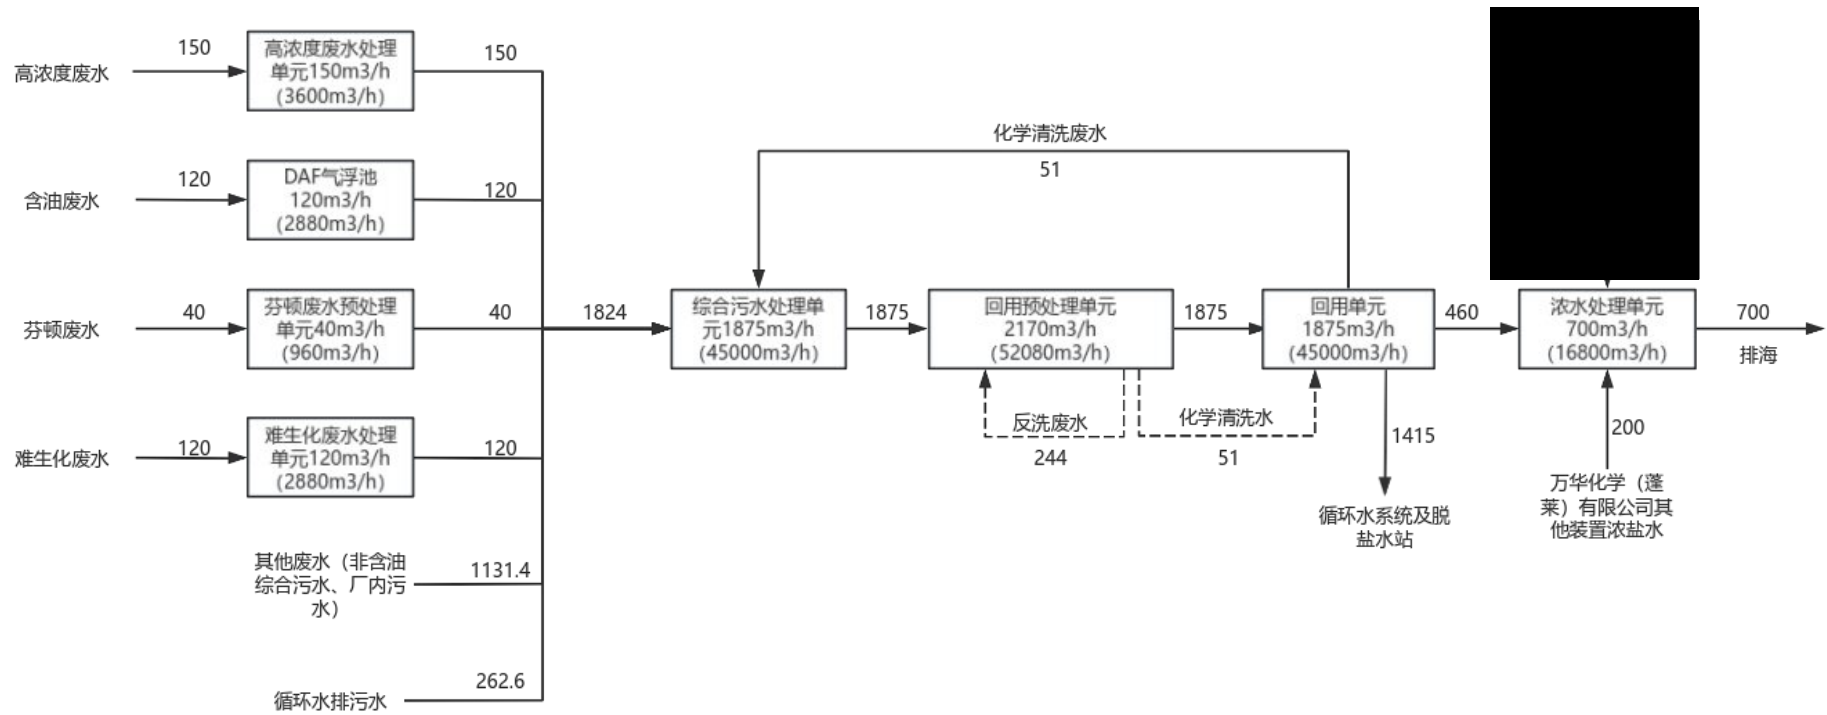 高浓度废水
150
高浓度废水处理
单元150m3/h
(3600m3/h)
150
含油废水
120
DAF气浮池
120m3/h
(2880m3/h)
120
芬顿废水
40
芬顿废水预处理
单元40m3/h
(960m3/h)
40
难生化废水
120
难生化废水处理
单元120m3/h
(2880m3/h)
120
其他废水（非含油
综合污水、厂内污
水）
1131.4
循环水排污水
262.6
1824
综合污水处理单
元1875m3/h
(45000m3/h)
化学清洗废水
51
1875
回用预处理单元
2170m3/h
(52080m3/h)
反洗废水
244
化学清洗水
51
1875
回用单元
1875m3/h
(45000m3/h)
1415
循环水系统及脱
盐水站
460
浓水处理单元
700m3/h
(16800m3/h)
200
万华化学（蓬
莱）有限公司其
他装置浓盐水
700
排海